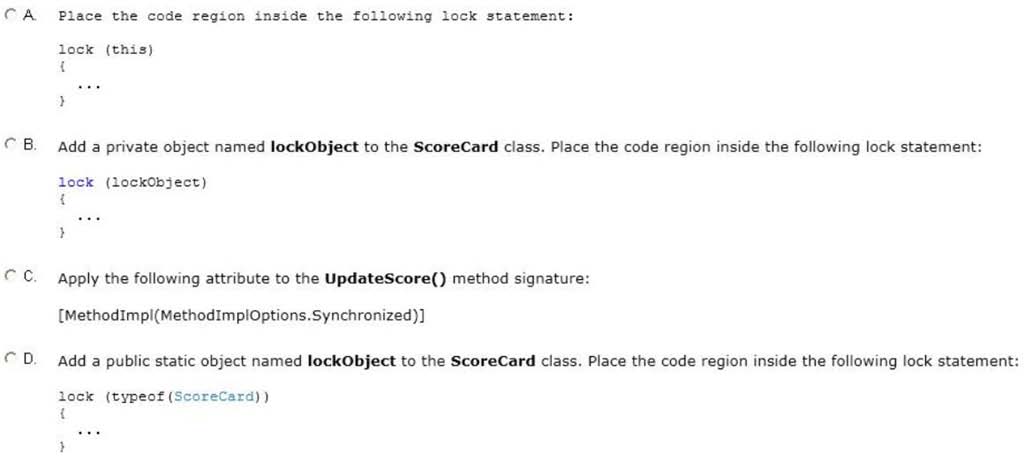 A. Place the code region inside the following lock statement:
lock (this)
{
...
}
B. Add a private object named lockObject to the ScoreCard class. Place the code region inside the following lock statement:
lock (lockObject)
{
...
}
C. Apply the following attribute to the UpdateScore() method signature:
[MethodImpl(MethodImplOptions.Synchronized)]
D. Add a public static object named lockObject to the ScoreCard class. Place the code region inside the following lock statement:
lock (typeof(ScoreCard))
{
...
}